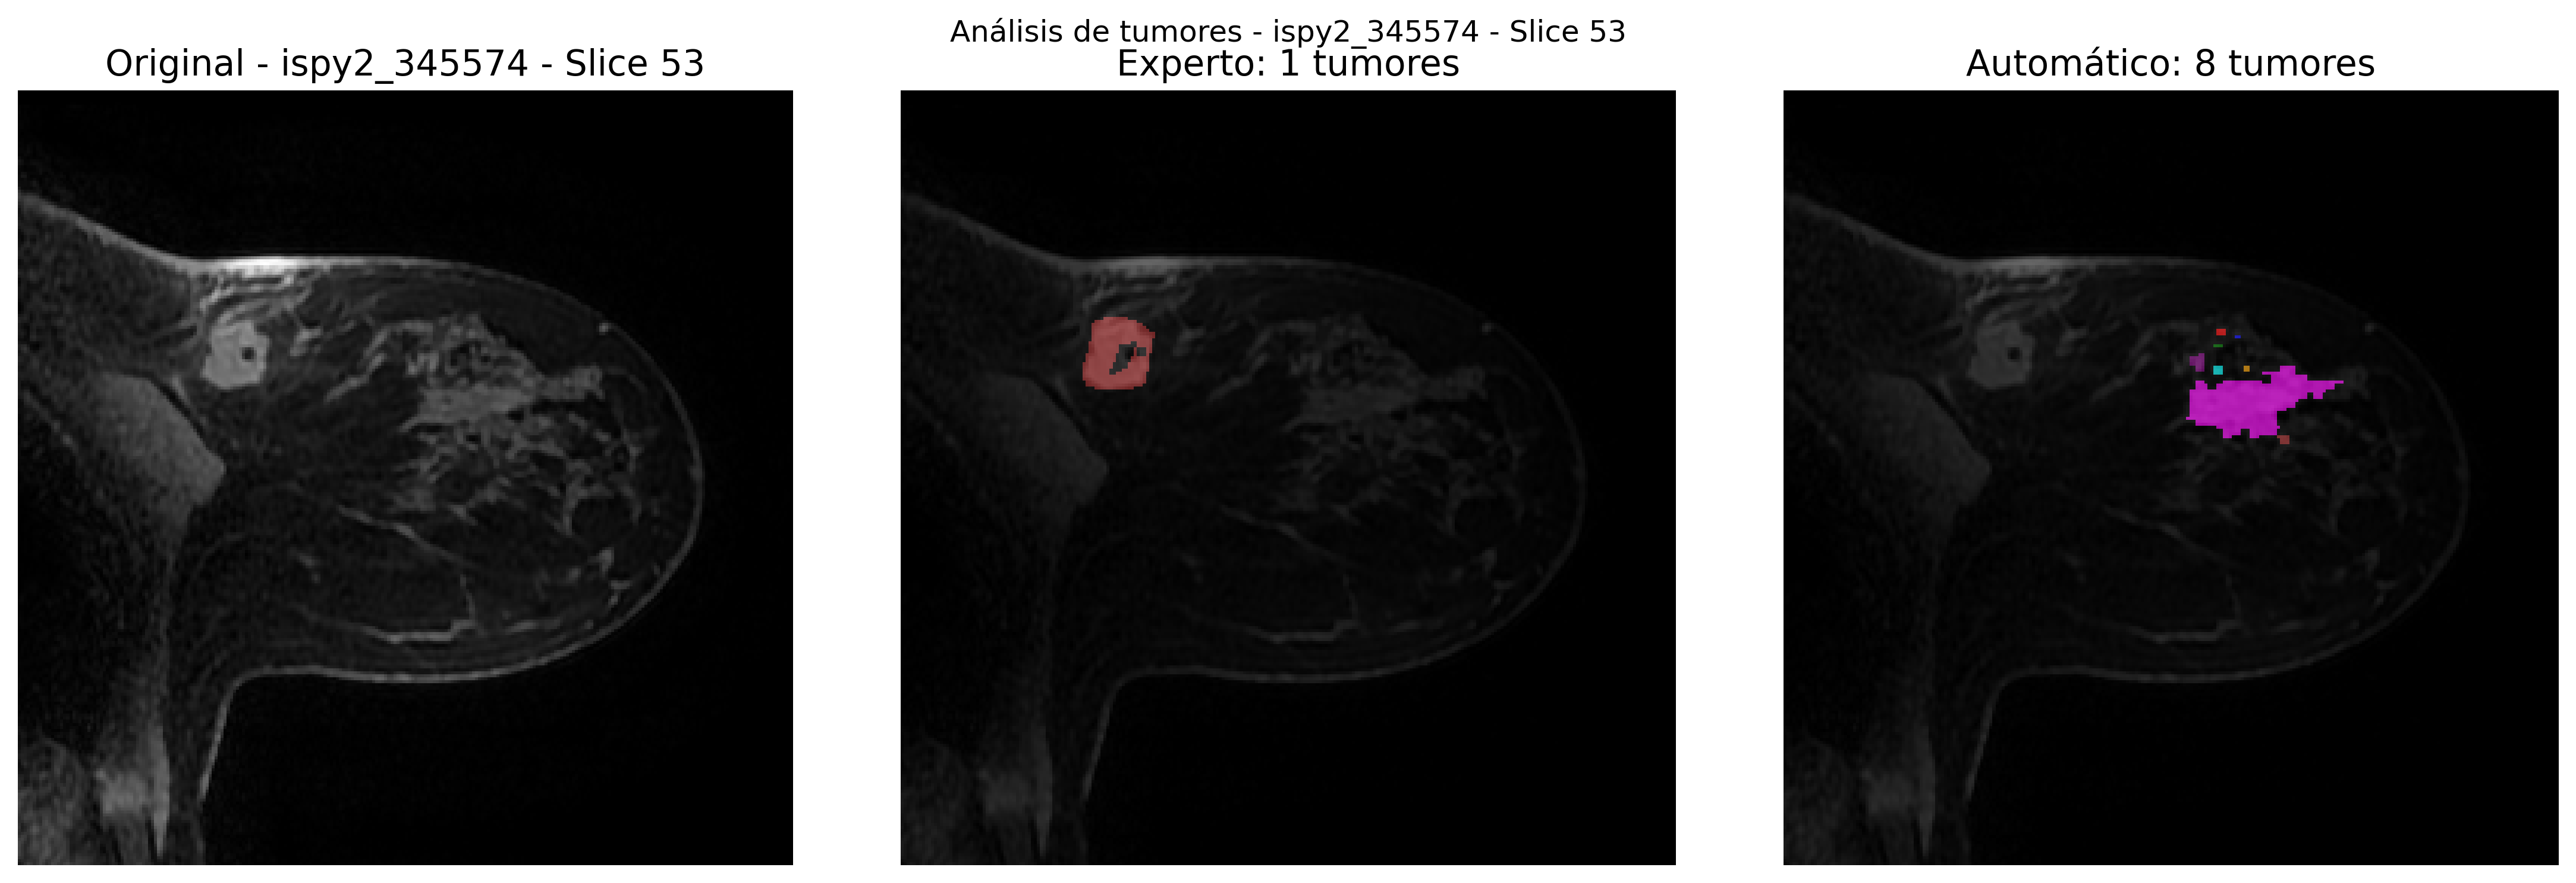 Análisis de tumores - ispy2_345574 - Slice 53
Original - ispy2_345574 - Slice 53
Experto: 1 tumores
Automático: 8 tumores